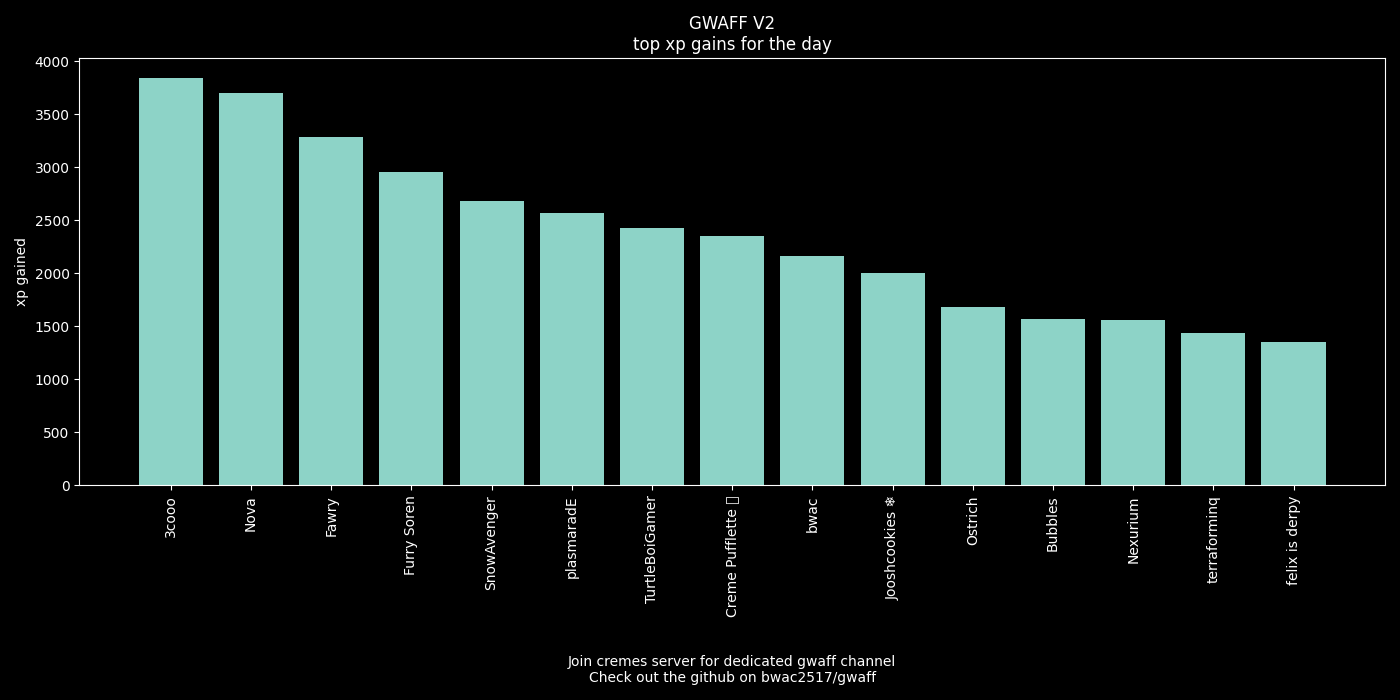 GWAFF V2
top xp gains for the day
4000
3500
3000
2500
2000
1500
1000
500
0
xp gained
3cooo
Nova
Fawry
Furry Soren
SnowAvenger
plasmaradE
TurtleBoiGamer
Creme Pufflette
bwac
Jooshcookies ❄
Ostrich
Bubbles
Nexurium
terraforminq
felix is derpy
Join cremes server for dedicated gwaff channel
Check out the github on bwac2517/gwaff